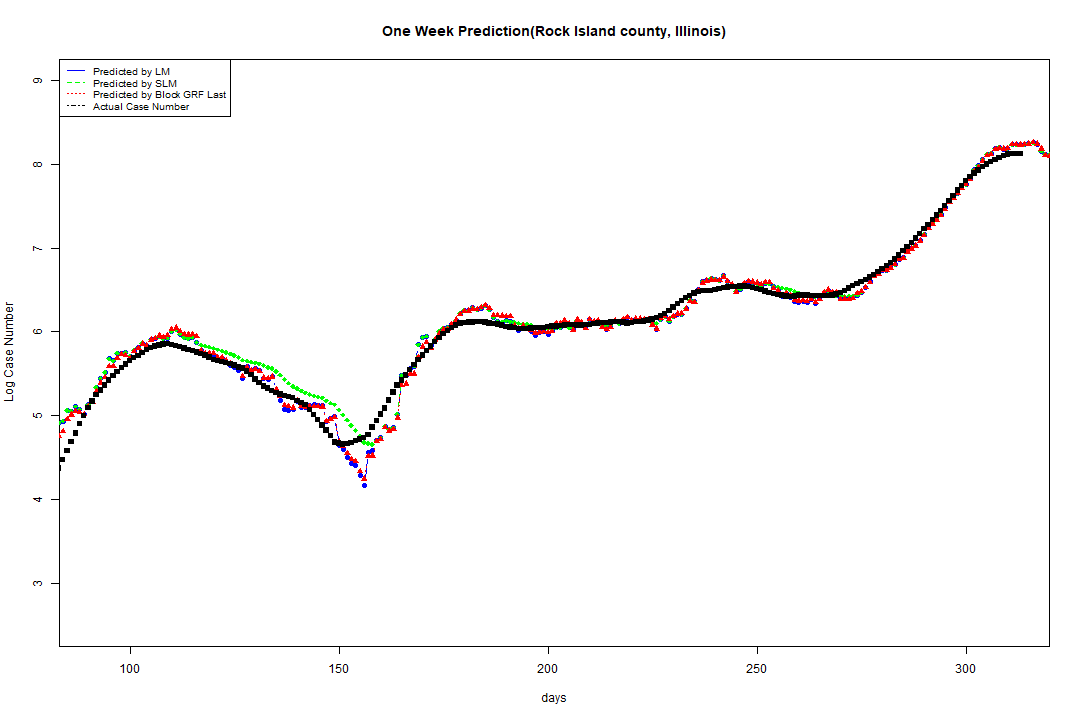 One Week Prediction(Rock Island county, Illinois)
Predicted by LM
Predicted by SLM
Predicted by Block GRF Last
Actual Case Number
9
8
7
6
5
4
3
Log Case Number
100 150 200 250 300
days